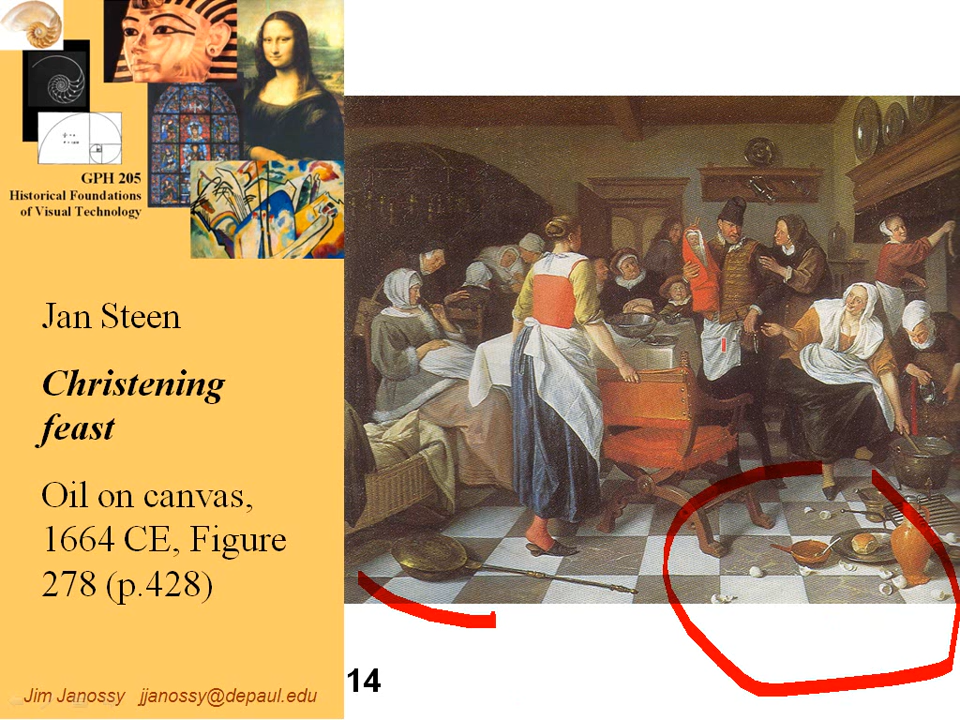 GPH 205
Historical Foundations
of Visual Technology
Jan Steen
Christening
feast
Oil on canvas,
1664 CE, Figure
278 (p.428)
Jim Janossy jjanossy@depaul.edu
14